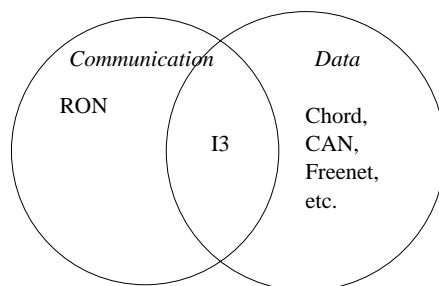 Communication
Data
RON
I3
Chord,
CAN,
Freenet,
etc.